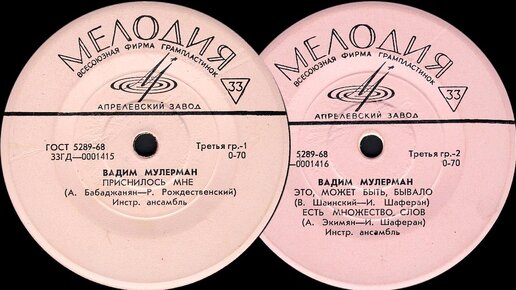 МЕЛОДИЯ
ВСЕСОЮЗНАЯ ФИРМА ГРАМПЛАСТИНОК
33
АПРЕЛЕВСКИЙ ЗАВОД
ГОСТ 5289-68
33ГД—0001415
Третья гр.-1
0-70
ВАДИМ МУЛЕРМАН
ПРИСНИЛОСЬ МНЕ
(А. Бабаджанян—Р. Рождественский)
Инстр. ансамбль
МЕЛОДИЯ
ВСЕСОЮЗНАЯ ФИРМА ГРАМПЛАСТИНОК
33
АПРЕЛЕВСКИЙ ЗАВОД
5289-68
0001416
Третья гр.-2
0-70
ВАДИМ МУЛЕРМАН
ЭТО, МОЖЕТ БЫТЬ, БЫВАЛО
(В. Шаинский—И. Шаферан)
ЕСТЬ МНОЖЕСТВО СЛОВ
(А. Экимян—И. Шаферан)
Инстр. ансамбль